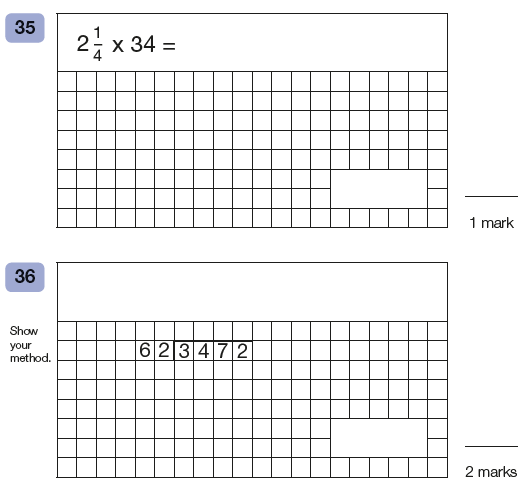 35
2 1/4 x 34 =
1 mark
36
Show
your
method.
6 2 3 4 7 2
2 marks